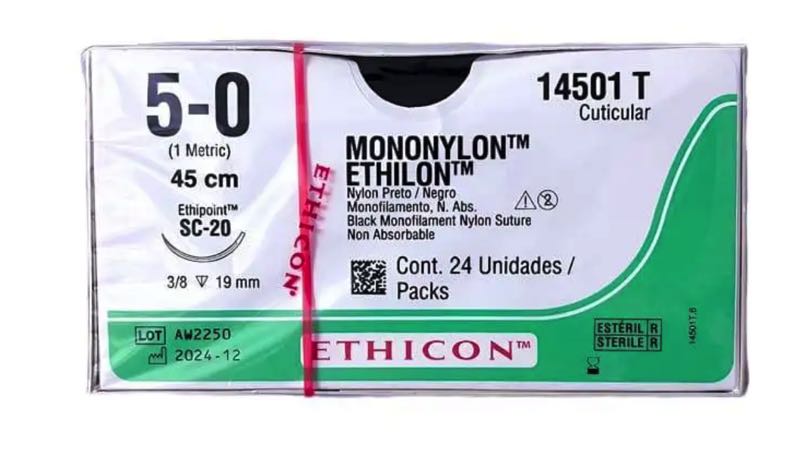 5-0
(1 Metric)
45 cm
Ethipoint™
SC-20
3/8 19 mm
14501 T
Cuticular
MONONYLON™
ETHILON™
Nylon Preto / Negro
Monofilamento, N. Abs.
Black Monofilament Nylon Suture
Non Absorbable
Cont. 24 Unidades /
Packs
ETHICON
LOT AW2250
2024-12
ETHICON™
ESTÉRIL R
STERILE R
14501T.6